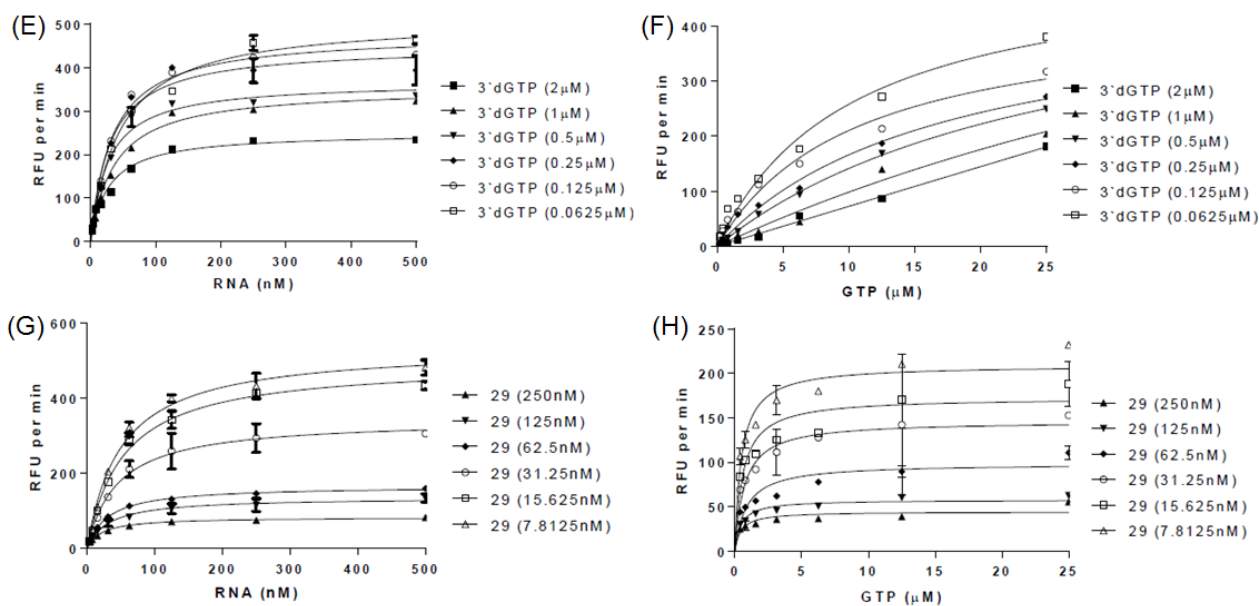 (E)
500
400
300
200
100
0
RFU per min
0 100 200 300 400 500
RNA (nM)
3`dGTP (2μM)
3`dGTP (1μM)
3`dGTP (0.5μM)
3`dGTP (0.25μM)
3`dGTP (0.125μM)
3`dGTP (0.0625μM)
(F)
400
300
200
100
0
RFU per min
0 5 10 15 20 25
GTP (μM)
3`dGTP (2μM)
3`dGTP (1μM)
3`dGTP (0.5μM)
3`dGTP (0.25μM)
3`dGTP (0.125μM)
3`dGTP (0.0625μM)
(G)
600
400
200
0
RFU per min
0 100 200 300 400 500
RNA (nM)
29 (250nM)
29 (125nM)
29 (62.5nM)
29 (31.25nM)
29 (15.625nM)
29 (7.8125nM)
(H)
250
200
150
100
50
0
RFU per min
0 5 10 15 20 25
GTP (μM)
29 (250nM)
29 (125nM)
29 (62.5nM)
29 (31.25nM)
29 (15.625nM)
29 (7.8125nM)